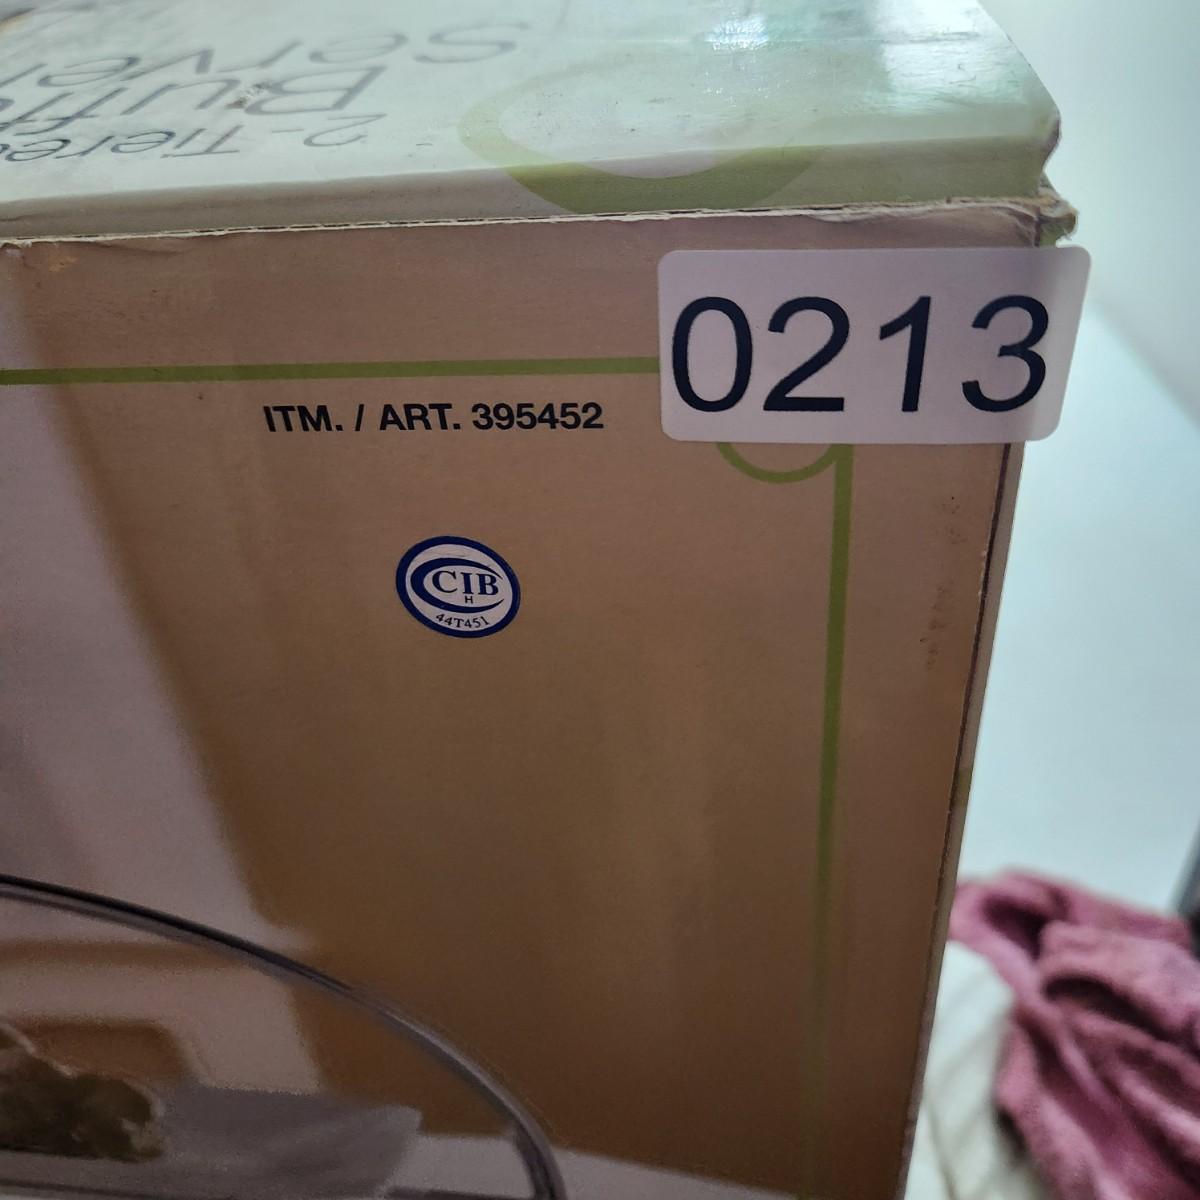 2-Tiered
Buffet
Server
0213
ITM. / ART. 395452
CIB
H
44T451